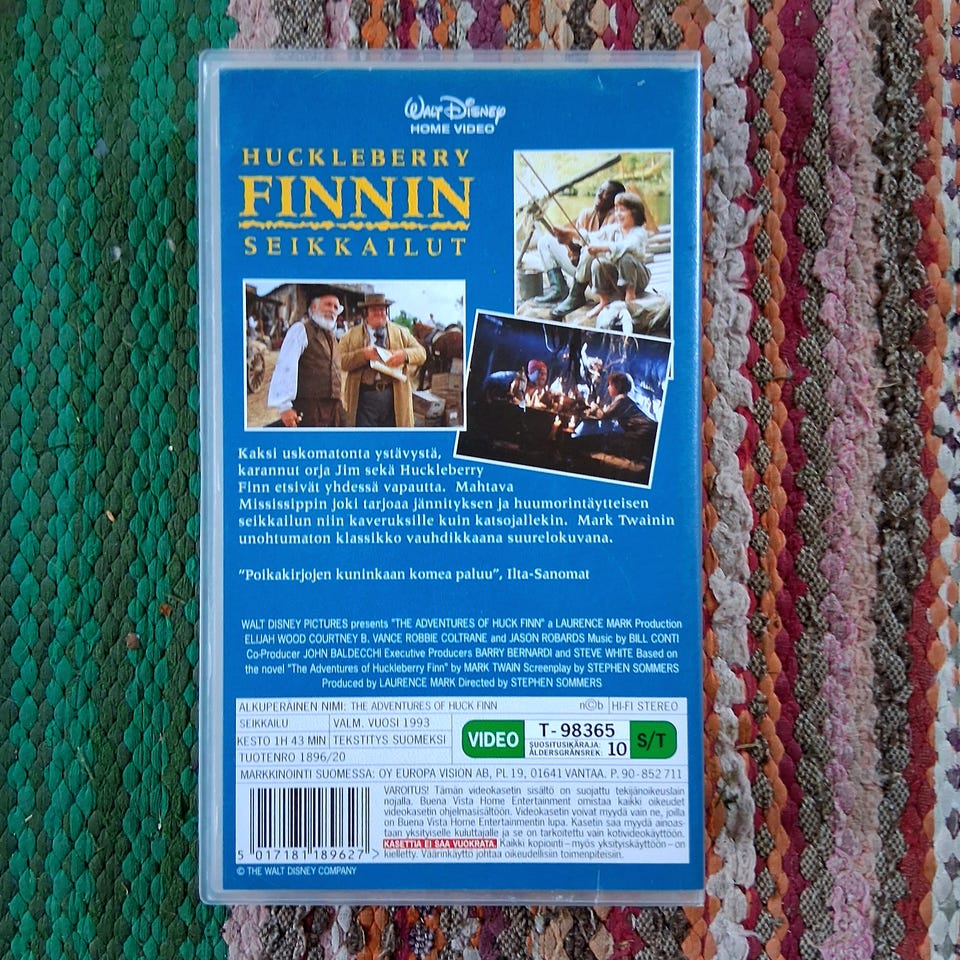 WALT DISNEY
HOME VIDEO
HUCKLEBERRY
FINNIN
SEIKKAILUT
Kaksi uskomatonta ystävystä,
karannut orja Jim sekä Huckleberry
Finn etsivät yhdessä vapautta. Mahtava
Mississippin joki tarjoaa jännityksen ja huumorintäytteisen
seikkailun niin kaveruksille kuin katsojallekin. Mark Twainin
unohtumaton klassikko vauhdikkaana suurelokuvana.
"Poikakirjojen kuninkaan komea paluu", Ilta-Sanomat
WALT DISNEY PICTURES presents "THE ADVENTURES OF HUCK FINN" a LAURENCE MARK Production
ELIJAH WOOD COURTNEY B. VANCE ROBBIE COLTRANE and JASON ROBARDS Music by BILL CONTI
Co-Producer JOHN BALDECCHI Executive Producers BARRY BERNARDI and STEVE WHITE Based on
the novel "The Adventures of Huckleberry Finn" by MARK TWAIN Screenplay by STEPHEN SOMMERS
Produced by LAURENCE MARK Directed by STEPHEN SOMMERS
ALKUPERÄINEN NIMI: THE ADVENTURES OF HUCK FINN n©b HI-FI STEREO
SEIKKAILU VALM. VUOSI 1993
KESTO 1H 43 MIN TEKSTITYS SUOMEKSI
TUOTENRO 1896/20
VIDEO T-98365 S/T
SUOSITUSIKÄRAJA:
ÅLDERSGRÄNSREK: 10
MARKKINOINTI SUOMESSA: OY EUROPA VISION AB, PL 19, 01641 VANTAA. P. 90-852 711
VAROITUS! Tämän videokasetin sisältö on suojattu tekijänoikeuslain
nojalla. Buena Vista Home Entertainment omistaa kaikki oikeudet
videokasetin ohjelmasisältöön. Videokasetin voivat myydä vain ne, joilla
on Buena Vista Home Entertainmentin lupa. Kasetin saa myydä ainoas-
taan yksityiselle kuluttajalle ja se on tarkoitettu vain kotivideokäyttöön.
KASETTIA EI SAA VUOKRATA. Kaikki kopiointi – myös yksityiskäyttöön – on
kielletty. Väärinkäyttö johtaa oikeudellisiin toimenpiteisiin.
5 017181 189627 >
© THE WALT DISNEY COMPANY